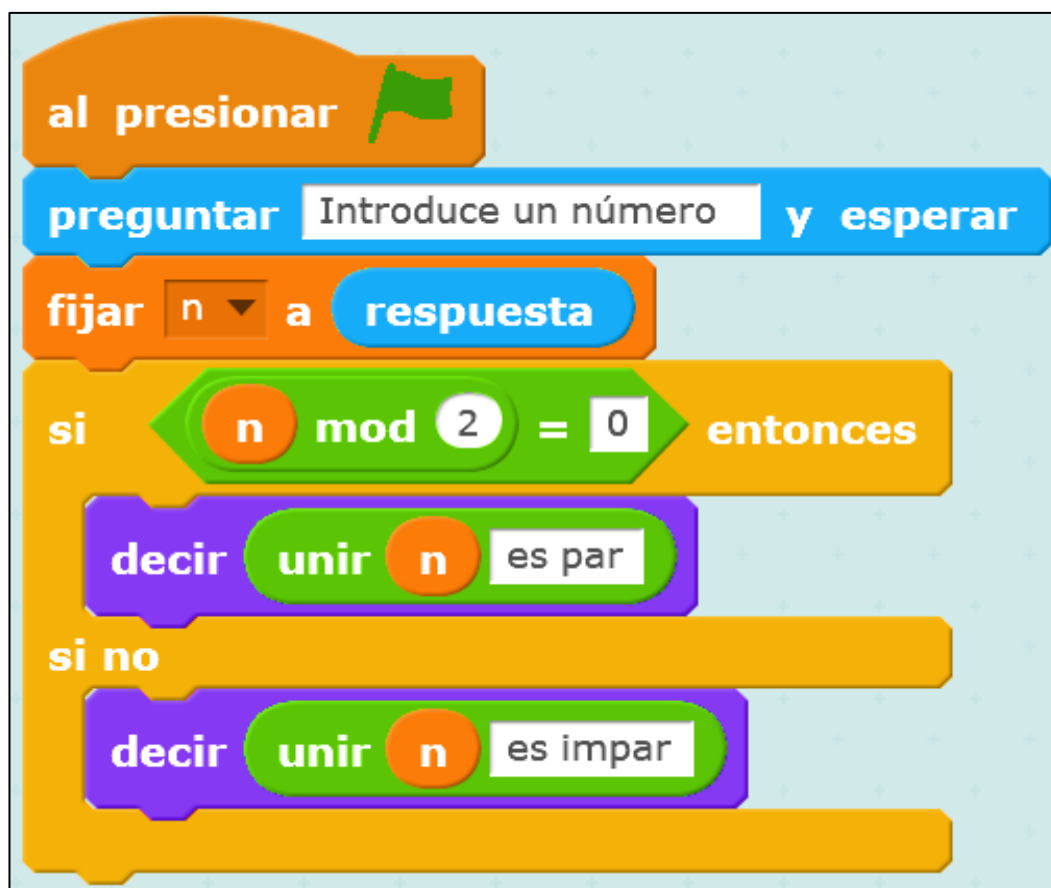 al presionar
preguntar Introduce un número y esperar
fijar n a respuesta
si n mod 2 = 0 entonces
decir unir n es par
si no
decir unir n es impar